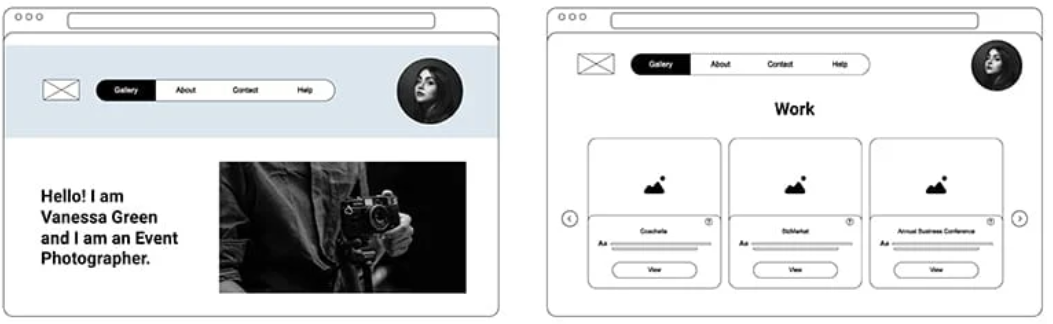 Gallery About Contact Help
Hello! I am
Vanessa Green
and I am an Event
Photographer.
Gallery About Contact Help
Work
Coachella
BizMarket
Annual Business Conference
Aa
Aa
Aa
View
View
View